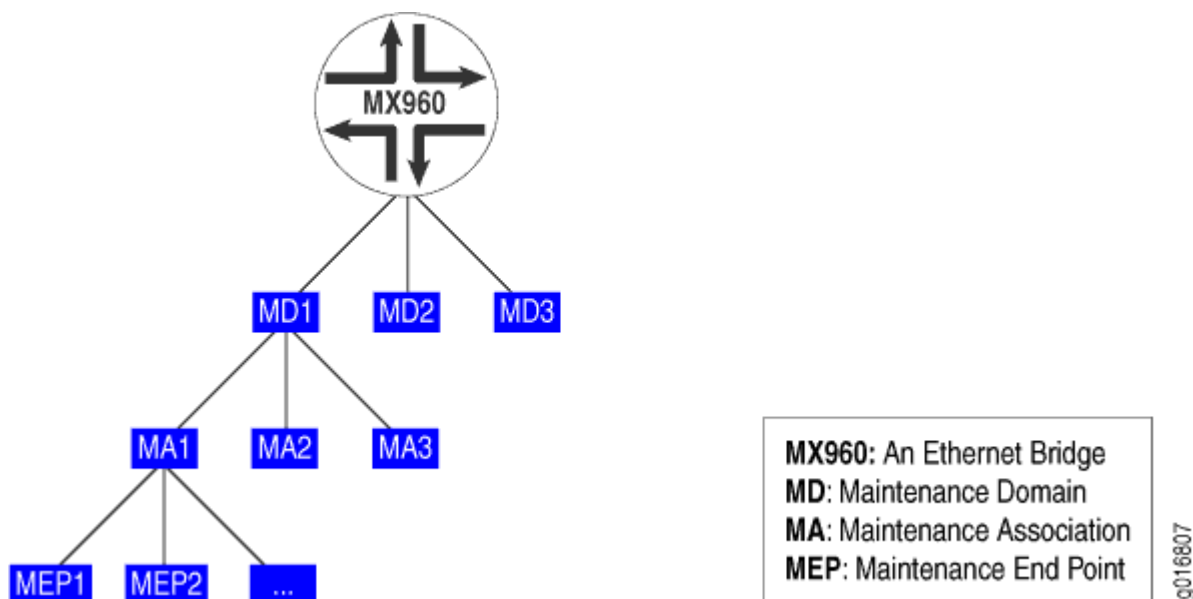 MX960
MD1 MD2 MD3
MA1 MA2 MA3
MEP1 MEP2 ...
MX960: An Ethernet Bridge
MD: Maintenance Domain
MA: Maintenance Association
MEP: Maintenance End Point
g016807